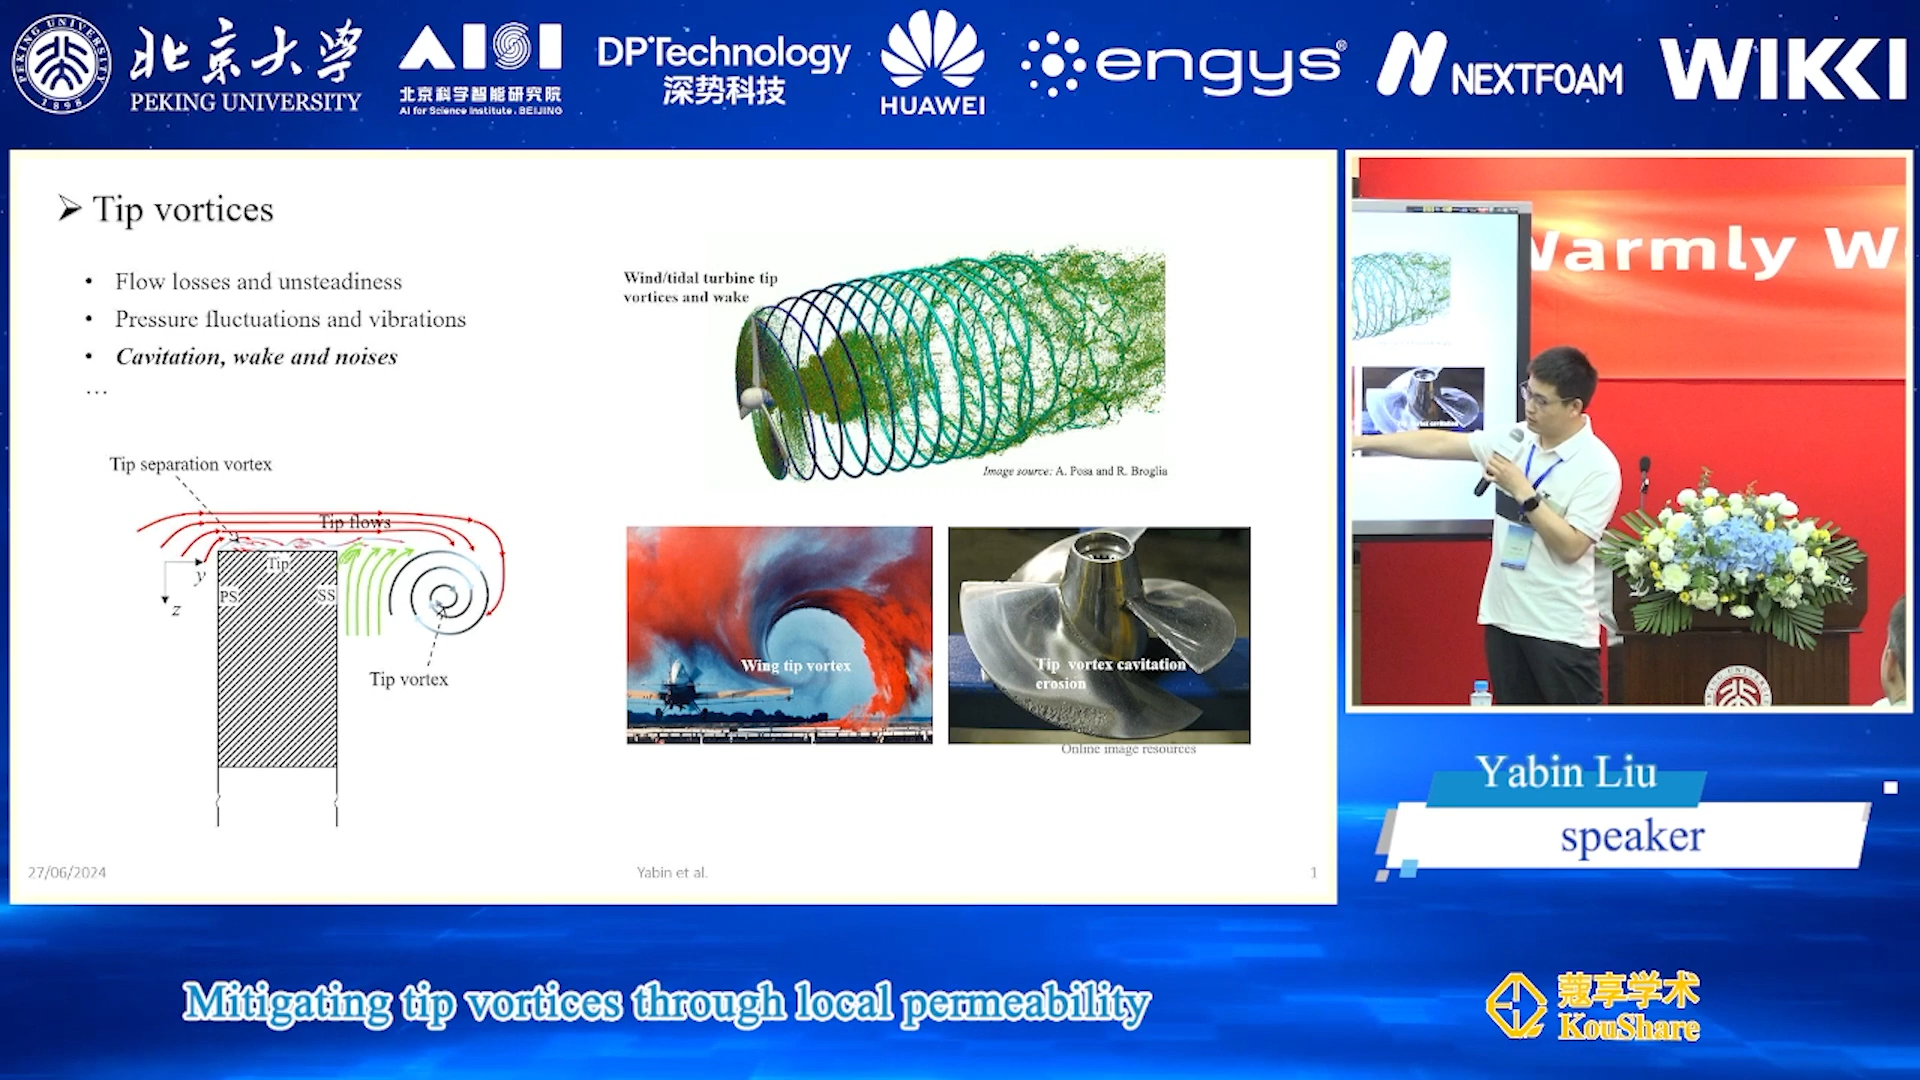 PEKING UNIVERSITY
1898
北京大学
PEKING UNIVERSITY
AISI
北京科学智能研究院
AI for Science Institute, BEIJING
DP Technology
深势科技
HUAWEI
engys®
NEXTFOAM
WIKKI
➢ Tip vortices
• Flow losses and unsteadiness
• Pressure fluctuations and vibrations
• Cavitation, wake and noises
…
Wind/tidal turbine tip
vortices and wake
Image source: A. Posa and R. Broglia
Tip separation vortex
Tip flows
Tip
y
z
PS
SS
Tip vortex
Wing tip vortex
Tip vortex cavitation
erosion
Online image resources
27/06/2024
Yabin et al.
1
Warmly W
Yabin Liu
speaker
Mitigating tip vortices through local permeability
蔻享学术
KouShare